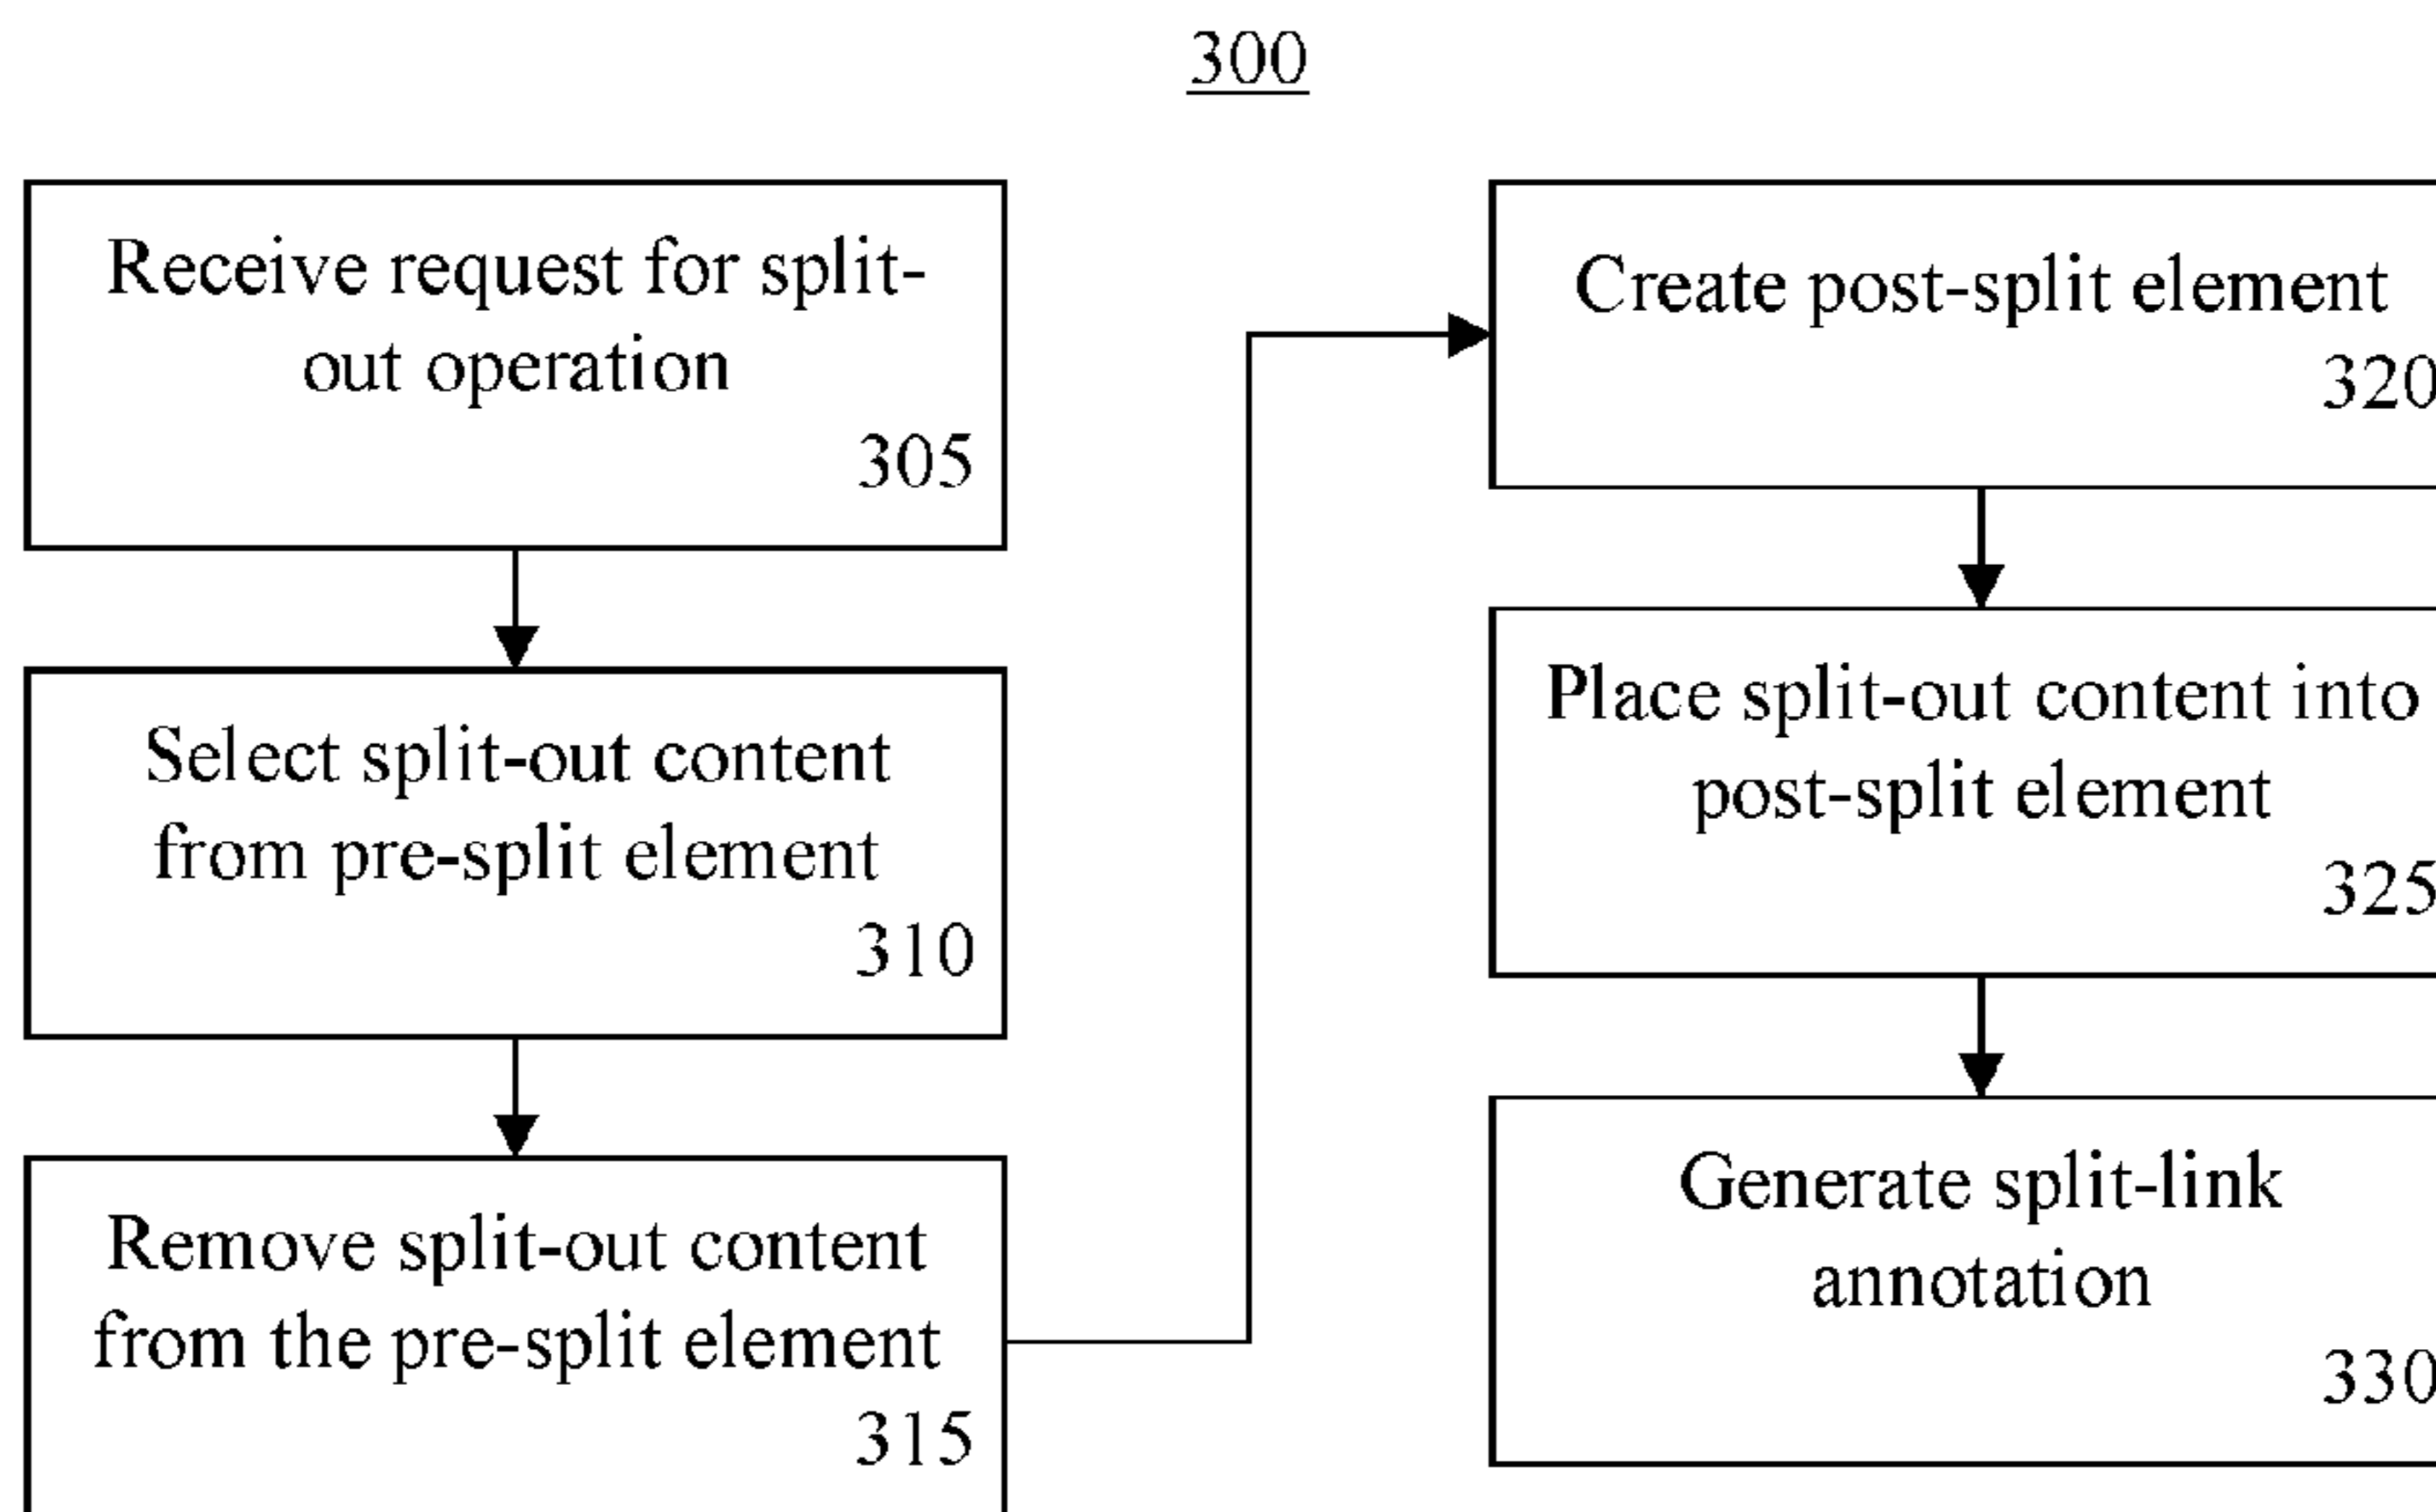 300
Receive request for split-
out operation
305
Select split-out content
from pre-split element
310
Remove split-out content
from the pre-split element
315
Create post-split element
320
Place split-out content into
post-split element
325
Generate split-link
annotation
330